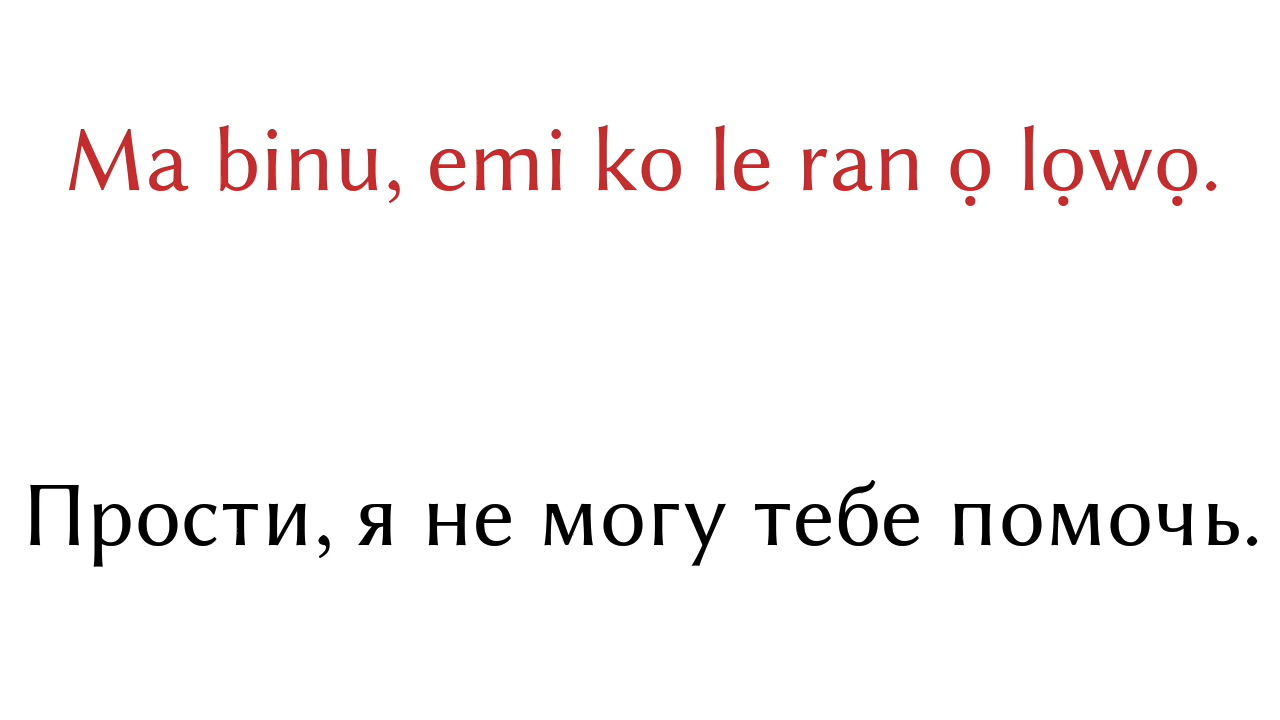 Ma binu, emi ko le ran ọ lọwọ.
Прости, я не могу тебе помочь.